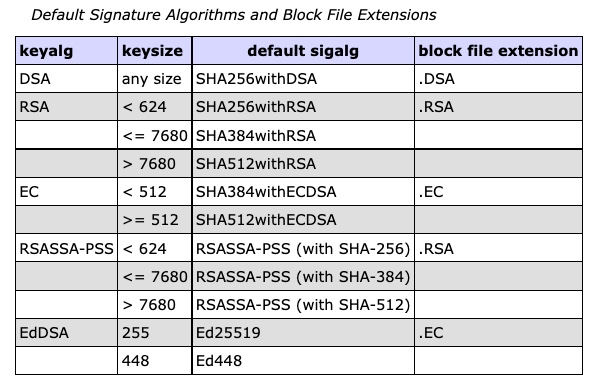 Default Signature Algorithms and Block File Extensions
keyalg keysize default sigalg block file extension
DSA any size SHA256withDSA .DSA
RSA < 624 SHA256withRSA .RSA
<= 7680 SHA384withRSA
> 7680 SHA512withRSA
EC < 512 SHA384withECDSA .EC
>= 512 SHA512withECDSA
RSASSA-PSS < 624 RSASSA-PSS (with SHA-256) .RSA
<= 7680 RSASSA-PSS (with SHA-384)
> 7680 RSASSA-PSS (with SHA-512)
EdDSA 255 Ed25519 .EC
448 Ed448